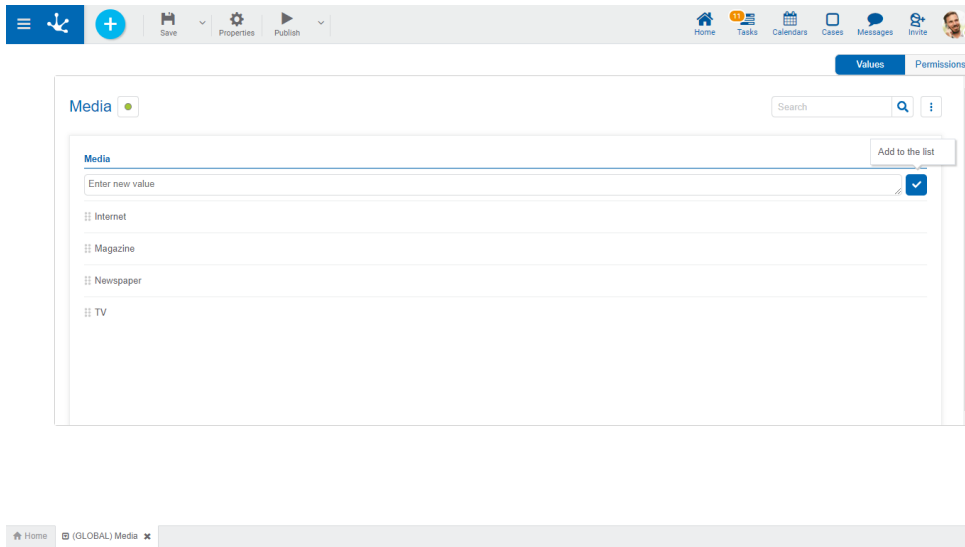 Save
Properties
Publish
Home
11
Tasks
Calendars
Cases
Messages
Invite
Values
Permissions
Media
Search
Add to the list
Media
Enter new value
Internet
Magazine
Newspaper
TV
Home
(GLOBAL) Media